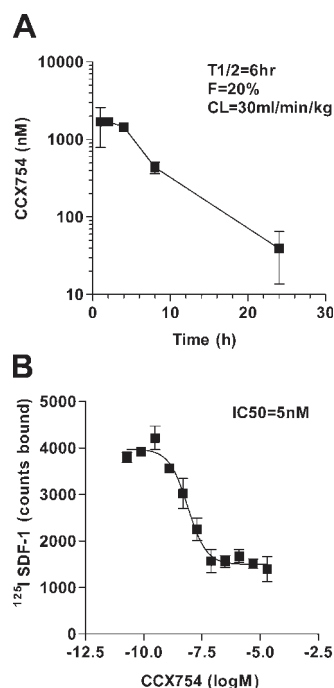 A
T1/2=6hr
F=20%
CL=30ml/min/kg
CCX754
(nM)
10000
1000
100
10
0 10 20 30
Time (h)
B
IC50=5nM
¹²⁵I SDF-1 (counts bound)
5000
4000
3000
2000
1000
0
-12.5 -10.0 -7.5 -5.0 -2.5
CCX754 (logM)